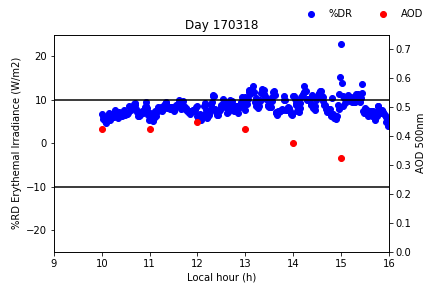 %DR AOD
Day 170318
%RD Erythermal Irradiance (W/m2)
20
10
0
−10
−20
0.7
0.6
0.5
0.4
0.3
0.2
0.1
0.0
AOD 500nm
9 10 11 12 13 14 15 16
Local hour (h)